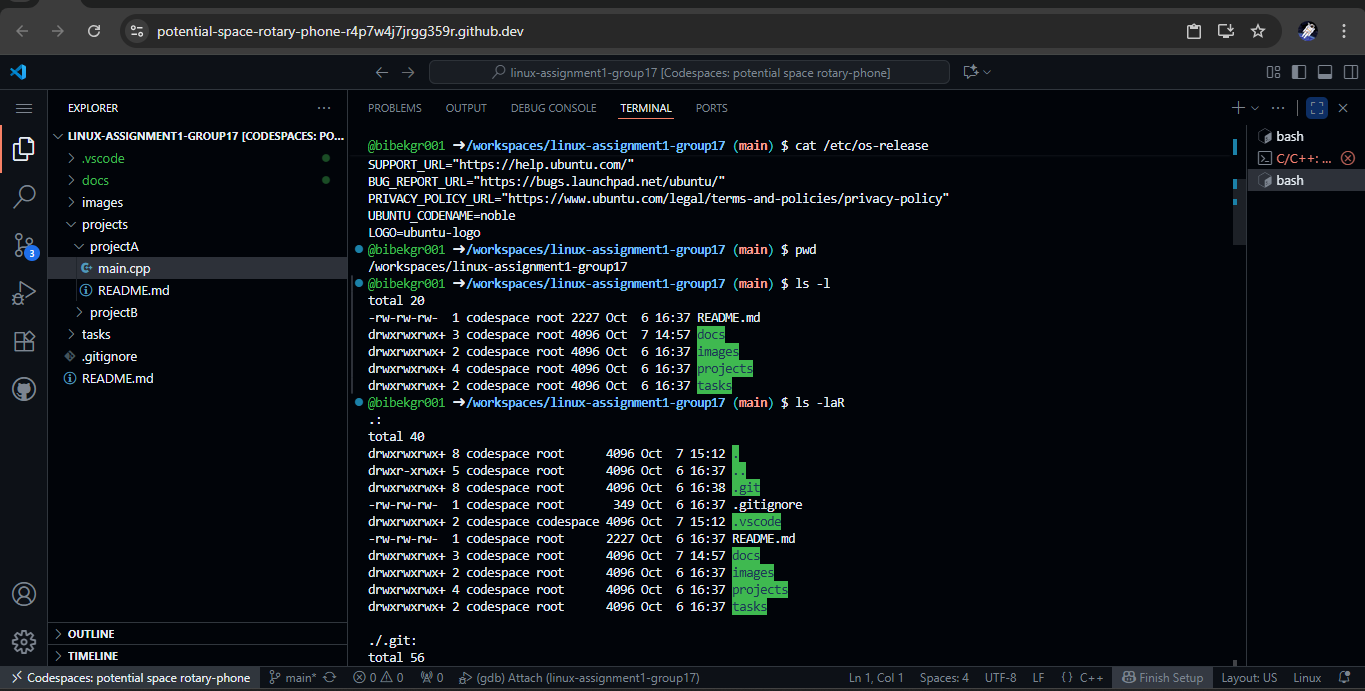 potential-space-rotary-phone-r4p7w4j7jrgg359r.github.dev
linux-assignment1-group17 [Codespaces: potential space rotary-phone]
EXPLORER
LINUX-ASSIGNMENT1-GROUP17 [CODESPACES: PO...
.vscode
docs
images
projects
projectA
main.cpp
README.md
projectB
tasks
.gitignore
README.md
OUTLINE
TIMELINE
3
PROBLEMS OUTPUT DEBUG CONSOLE TERMINAL PORTS
@bibekgr001 ➜/workspaces/linux-assignment1-group17 (main) $ cat /etc/os-release
SUPPORT_URL="https://help.ubuntu.com/"
BUG_REPORT_URL="https://bugs.launchpad.net/ubuntu/"
PRIVACY_POLICY_URL="https://www.ubuntu.com/legal/terms-and-policies/privacy-policy"
UBUNTU_CODENAME=noble
LOGO=ubuntu-logo
@bibekgr001 ➜/workspaces/linux-assignment1-group17 (main) $ pwd
/workspaces/linux-assignment1-group17
@bibekgr001 ➜/workspaces/linux-assignment1-group17 (main) $ ls -l
total 20
-rw-rw-rw-  1 codespace root 2227 Oct  6 16:37 README.md
drwxrwxrwx+ 3 codespace root 4096 Oct  7 14:57 docs
drwxrwxrwx+ 2 codespace root 4096 Oct  6 16:37 images
drwxrwxrwx+ 4 codespace root 4096 Oct  6 16:37 projects
drwxrwxrwx+ 2 codespace root 4096 Oct  6 16:37 tasks
@bibekgr001 ➜/workspaces/linux-assignment1-group17 (main) $ ls -laR
.:
total 40
drwxrwxrwx+ 8 codespace root      4096 Oct  7 15:12 .
drwxr-xrwx+ 5 codespace root      4096 Oct  6 16:37 ..
drwxrwxrwx+ 8 codespace root      4096 Oct  6 16:38 .git
-rw-rw-rw-  1 codespace root       349 Oct  6 16:37 .gitignore
drwxrwxrwx+ 2 codespace codespace 4096 Oct  7 15:12 .vscode
-rw-rw-rw-  1 codespace root      2227 Oct  6 16:37 README.md
drwxrwxrwx+ 3 codespace root      4096 Oct  7 14:57 docs
drwxrwxrwx+ 2 codespace root      4096 Oct  6 16:37 images
drwxrwxrwx+ 4 codespace root      4096 Oct  6 16:37 projects
drwxrwxrwx+ 2 codespace root      4096 Oct  6 16:37 tasks
./.git:
total 56
bash
C/C++: ...
bash
Codespaces: potential space rotary-phone main* 0 0 0 (gdb) Attach (linux-assignment1-group17) Ln 1, Col 1 Spaces: 4 UTF-8 LF {} C++ Finish Setup Layout: US Linux